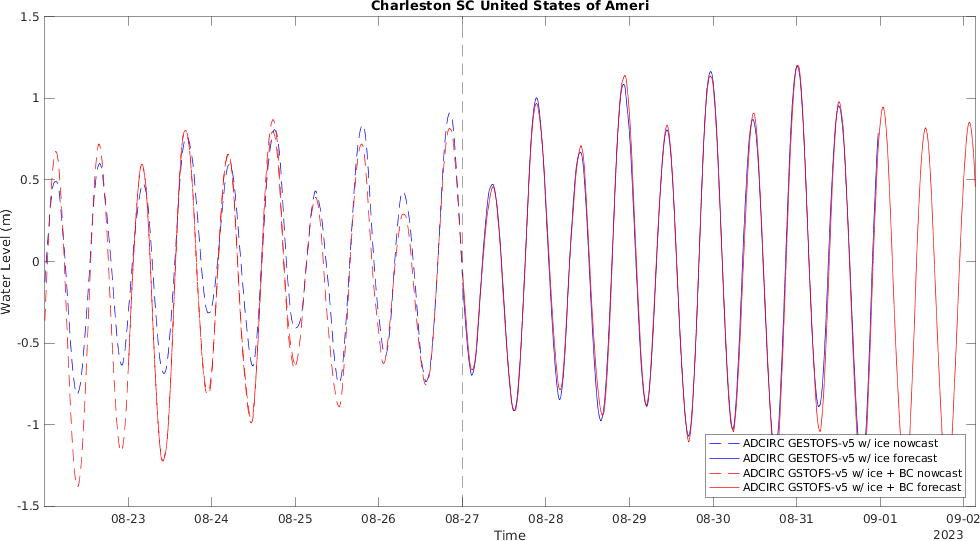 Charleston SC United States of Ameri
1.5
1
0.5
0
-0.5
-1
-1.5
Water Level (m)
ADCIRC GESTOFS-v5 w/ ice nowcast
ADCIRC GESTOFS-v5 w/ ice forecast
ADCIRC GSTOFS-v5 w/ ice + BC nowcast
ADCIRC GSTOFS-v5 w/ ice + BC forecast
08-23 08-24 08-25 08-26 08-27 08-28 08-29 08-30 08-31 09-01 09-02
Time 2023